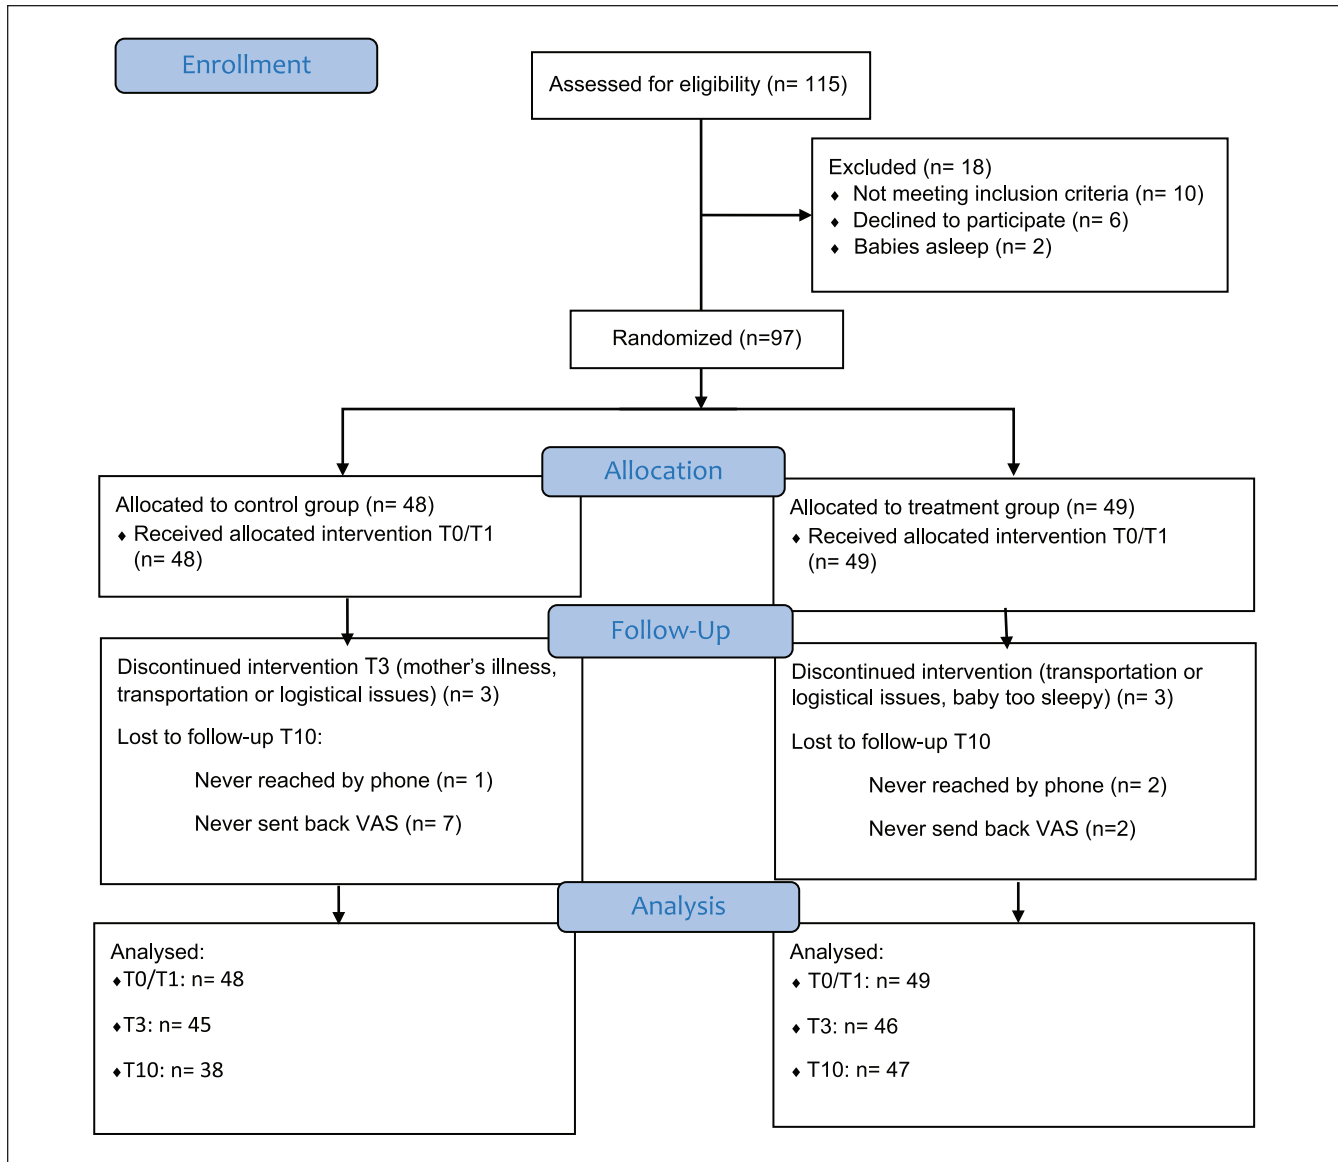 Enrollment
Assessed for eligibility (n= 115)
Excluded (n= 18)
♦ Not meeting inclusion criteria (n= 10)
♦ Declined to participate (n= 6)
♦ Babies asleep (n= 2)
Randomized (n=97)
Allocation
Allocated to control group (n= 48)
♦ Received allocated intervention T0/T1
(n= 48)
Allocated to treatment group (n= 49)
♦ Received allocated intervention T0/T1
(n= 49)
Follow-Up
Discontinued intervention T3 (mother's illness,
transportation or logistical issues) (n= 3)
Lost to follow-up T10:
Never reached by phone (n= 1)
Never sent back VAS (n= 7)
Discontinued intervention (transportation or
logistical issues, baby too sleepy) (n= 3)
Lost to follow-up T10
Never reached by phone (n= 2)
Never send back VAS (n=2)
Analysis
Analysed:
♦T0/T1: n= 48
♦T3: n= 45
♦T10: n= 38
Analysed:
♦ T0/T1: n= 49
♦ T3: n= 46
♦ T10: n= 47